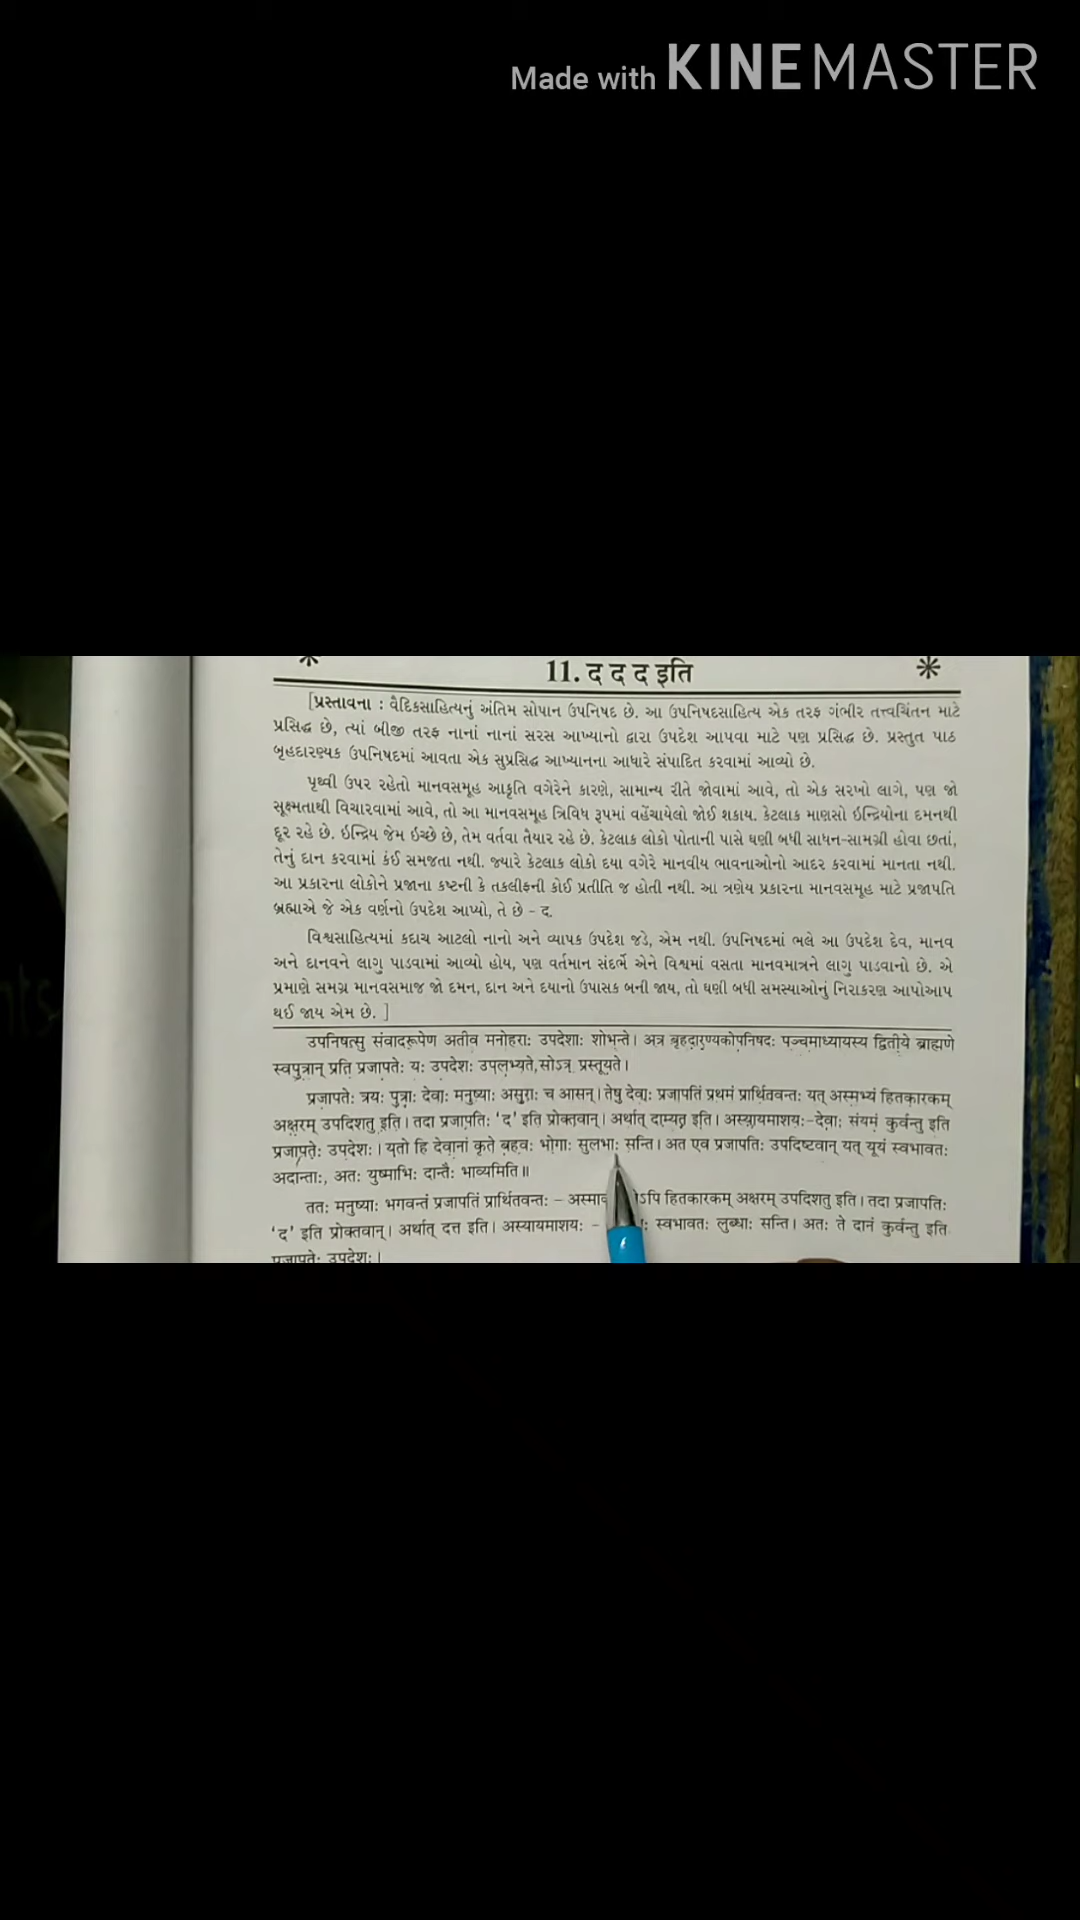 Made with KINEMASTER
11. द द द इति
[પ્રસ્તાવના : વૈદિકસાહિત્યનું અંતિમ સોપાન ઉપનિષદ છે. આ ઉપનિષદસાહિત્ય એક તરફ ગંભીર તત્ત્વચિંતન માટે
પ્રસિદ્ધ છે, ત્યાં બીજી તરફ નાનાં નાનાં સરસ આખ્યાનો દ્વારા ઉપદેશ આપવા માટે પણ પ્રસિદ્ધ છે. પ્રસ્તુત પાઠ
બૃહદારણ્યક ઉપનિષદમાં આવતા એક સુપ્રસિદ્ધ આખ્યાનના આધારે સંપાદિત કરવામાં આવ્યો છે.
પૃથ્વી ઉપર રહેતો માનવસમૂહ આકૃતિ વગેરેને કારણે, સામાન્ય રીતે જોવામાં આવે, તો એક સરખો લાગે, પણ જો
સૂક્ષ્મતાથી વિચારવામાં આવે, તો આ માનવસમૂહ ત્રિવિધ રૂપમાં વહેંચાયેલો જોઈ શકાય. કેટલાક માણસો ઇન્દ્રિયોના દમનથી
દૂર રહે છે. ઇન્દ્રિય જેમ ઇચ્છે છે, તેમ વર્તવા તૈયાર રહે છે. કેટલાક લોકો પોતાની પાસે ઘણી બધી સાધન-સામગ્રી હોવા છતાં,
તેનું દાન કરવામાં કંઈ સમજતા નથી. જ્યારે કેટલાક લોકો દયા વગેરે માનવીય ભાવનાઓનો આદર કરવામાં માનતા નથી.
આ પ્રકારના લોકોને પ્રજાના કષ્ટની કે તકલીફની કોઈ પ્રતીતિ જ હોતી નથી. આ ત્રણેય પ્રકારના માનવસમૂહ માટે પ્રજાપતિ
બ્રહ્માએ જે એક વર્ણનો ઉપદેશ આપ્યો, તે છે - દ.
વિશ્વસાહિત્યમાં કદાચ આટલો નાનો અને વ્યાપક ઉપદેશ જડે, એમ નથી. ઉપનિષદમાં ભલે આ ઉપદેશ દેવ, માનવ
અને દાનવને લાગુ પાડવામાં આવ્યો હોય, પણ વર્તમાન સંદર્ભે એને વિશ્વમાં વસતા માનવમાત્રને લાગુ પાડવાનો છે. એ
પ્રમાણે સમગ્ર માનવસમાજ જો દમન, દાન અને દયાનો ઉપાસક બની જાય, તો ઘણી બધી સમસ્યાઓનું નિરાકરણ આપોઆપ
થઈ જાય એમ છે. ]
उपनिषत्सु संवादरूपेण अतीव मनोहराः उपदेशाः शोभन्ते। अत्र बृहदारण्यकोपनिषदः पञ्चमाध्यायस्य द्वितीये ब्राह्मणे
स्वपुत्रान् प्रति प्रजापतेः यः उपदेशः उपलभ्यते, सोऽत्र प्रस्तूयते।
प्रजापतेः त्रयः पुत्राः देवाः मनुष्याः असुराः च आसन्। तेषु देवाः प्रजापतिं प्रथमं प्रार्थितवन्तः यत् अस्मभ्यं हितकारकम्
अक्षरम् उपदिशतु इति। तदा प्रजापतिः ‘द’ इति प्रोक्तवान्। अर्थात् दाम्यत इति। अस्यायमाशयः-देवाः संयमं कुर्वन्तु इति
प्रजापतेः उपदेशः। यतो हि देवानां कृते बहवः भोगाः सुलभाः सन्ति। अत एव प्रजापतिः उपदिष्टवान् यत् यूयं स्वभावतः
अदान्ताः, अतः युष्माभिः दान्तैः भाव्यमिति॥
ततः मनुष्याः भगवन्तं प्रजापतिं प्रार्थितवन्तः – हितकारकम् अक्षरम् उपदिशतु इति। तदा प्रजापतिः
‘द’ इति प्रोक्तवान्। अर्थात् दत्त इति। अस्यायमाशयः – स्वभावतः लुब्धाः सन्ति। अतः ते दानं कुर्वन्तु इति
प्रजापतेः उपदेशः।